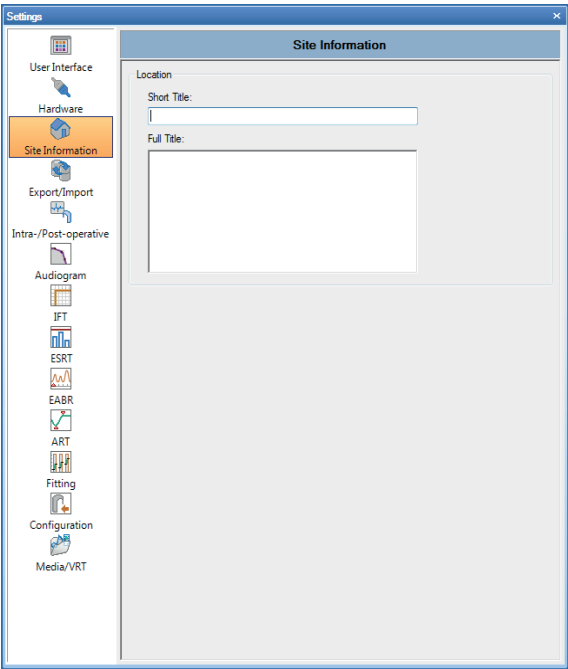 Settings
User Interface
Hardware
Site Information
Export/Import
Intra-/Post-operative
Audiogram
IFT
ESRT
EABR
ART
Fitting
Configuration
Media/VRT
Site Information
Location
Short Title:
Full Title: